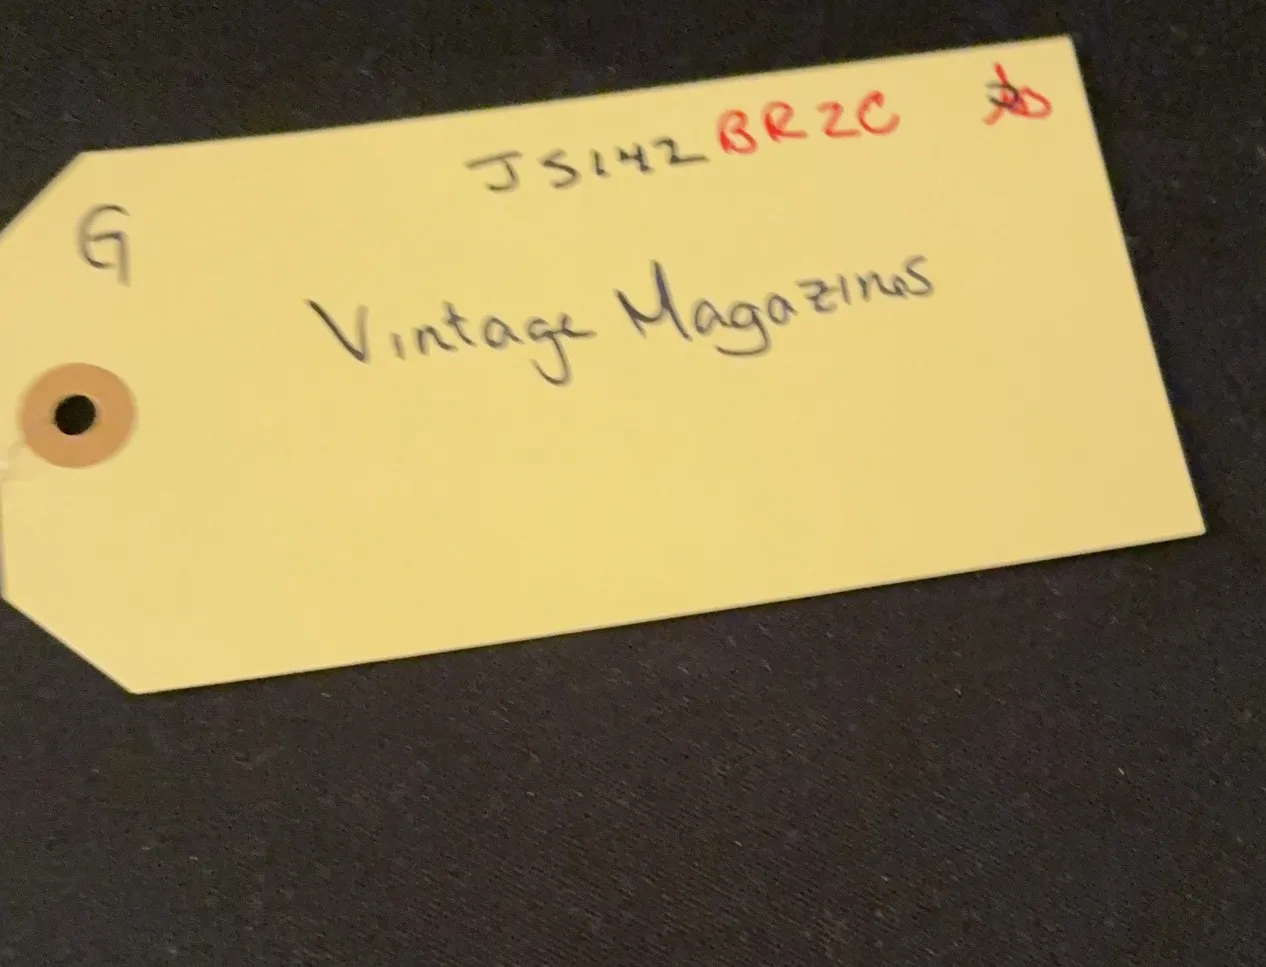 JS142 BR2C
G
Vintage Magazines